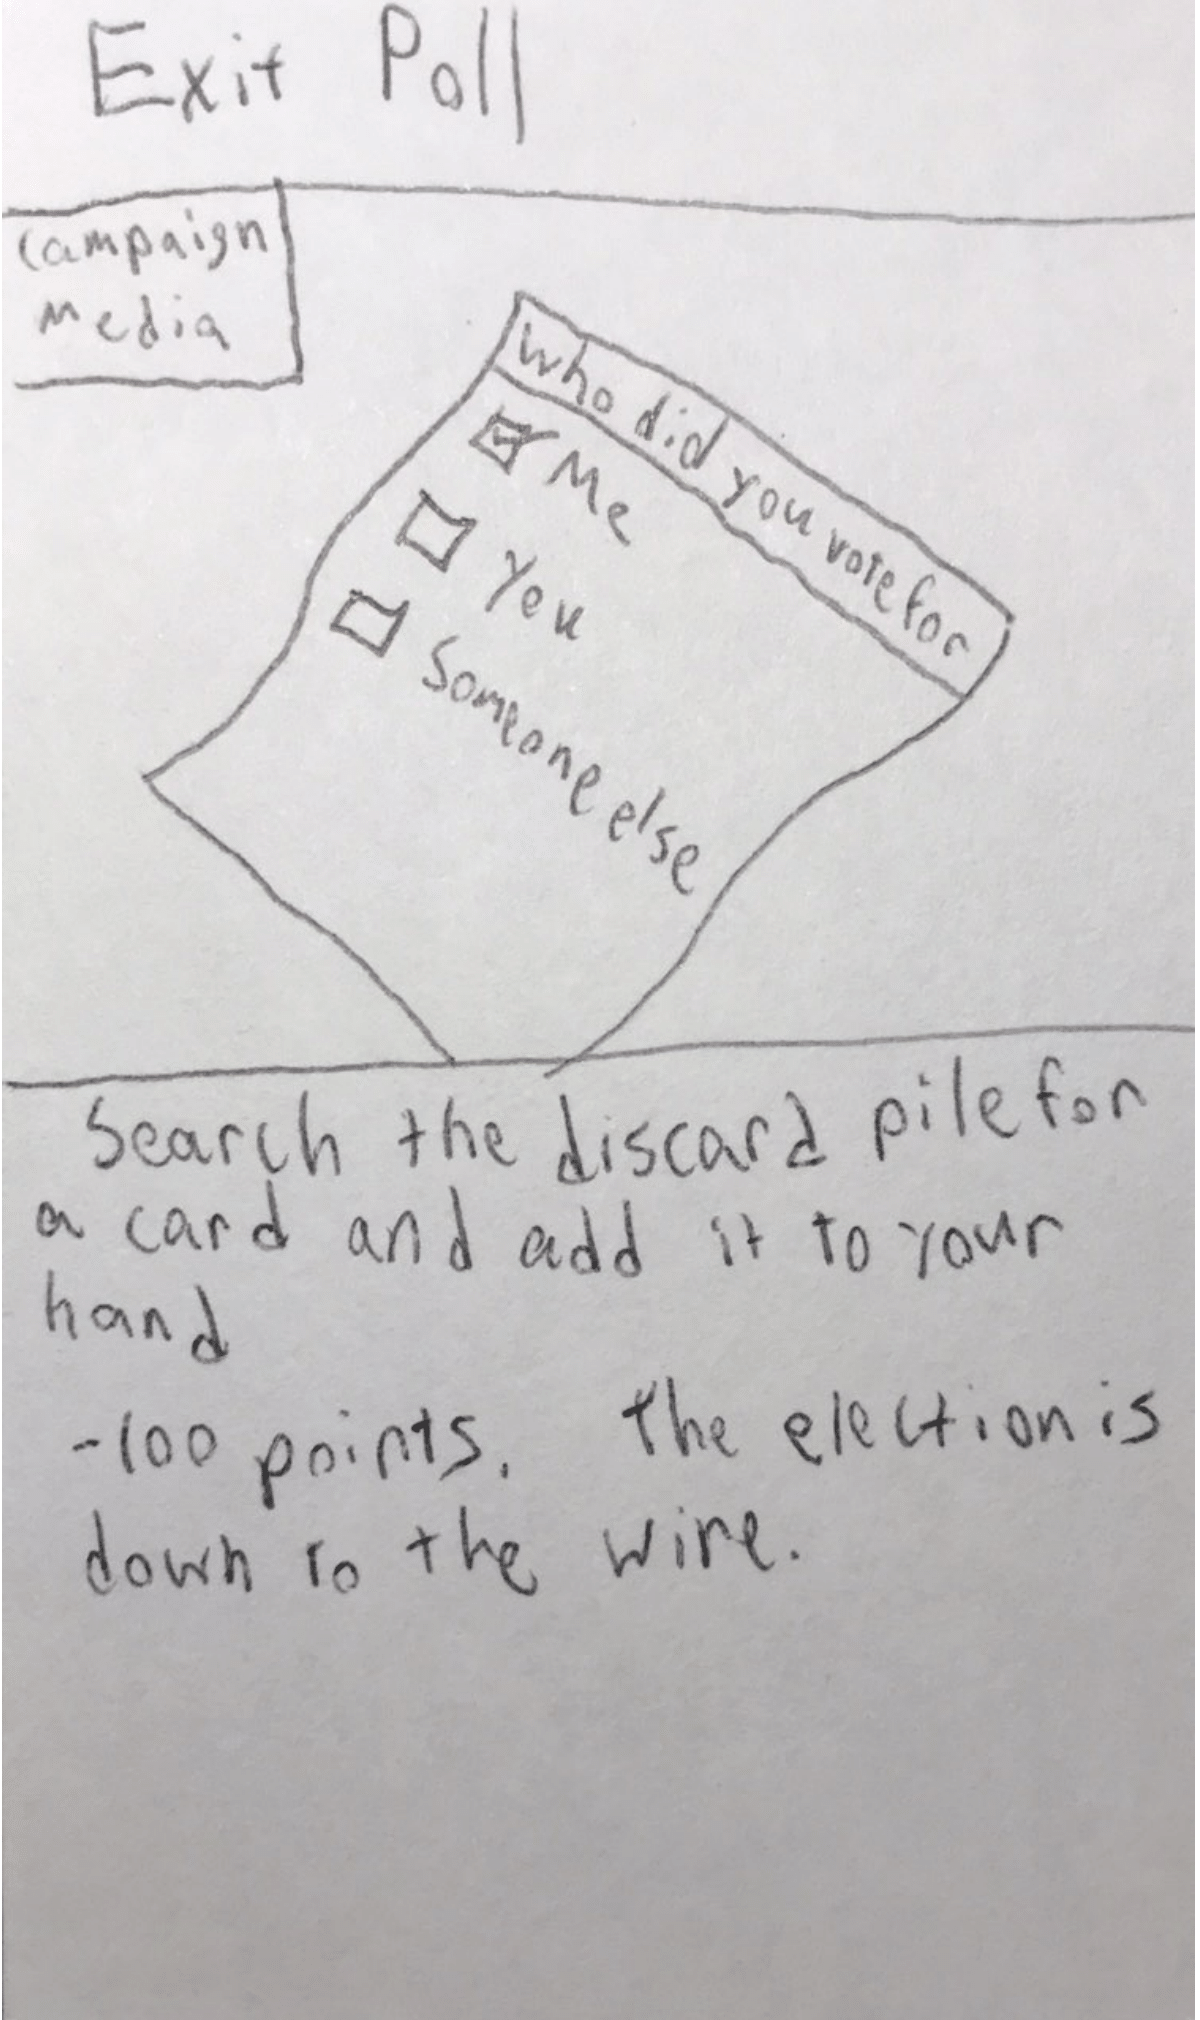 Exit Poll
Campaign
Media
Who did you vote for
Me
You
Someone else
Search the discard pile for
a card and add it to your
hand
-100 points. The election is
down to the wire.